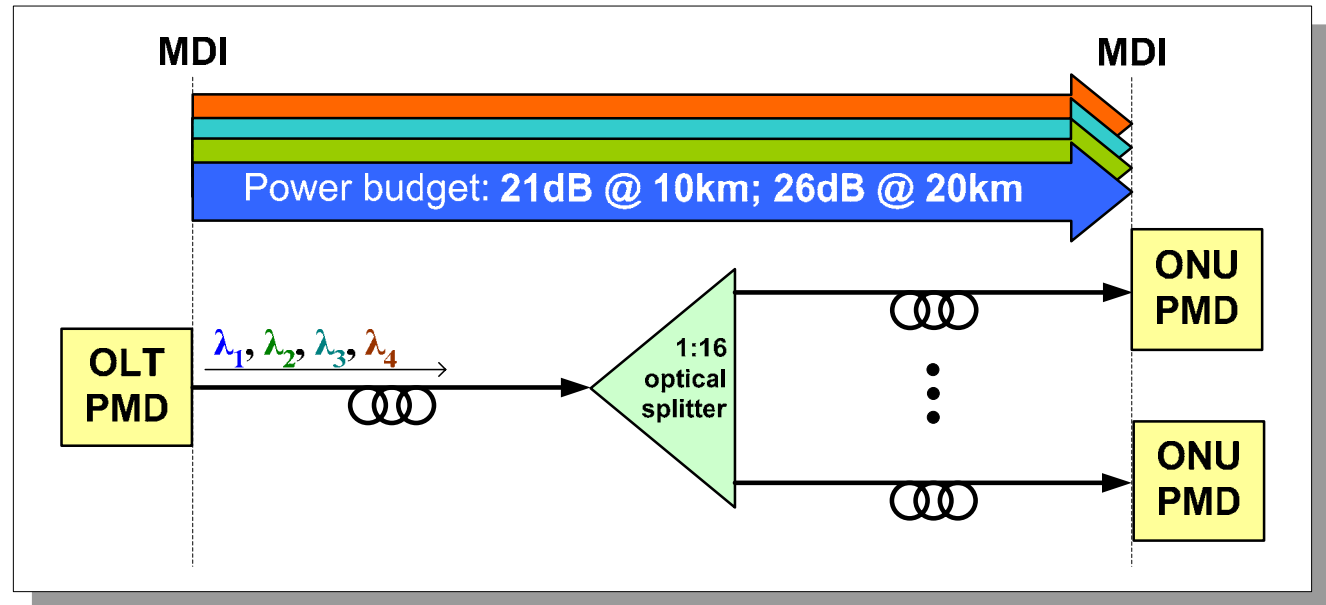 MDI
MDI
Power budget: 21dB @ 10km; 26dB @ 20km
OLT
PMD
λ₁, λ₂, λ₃, λ₄
1:16
optical
splitter
ONU
PMD
ONU
PMD